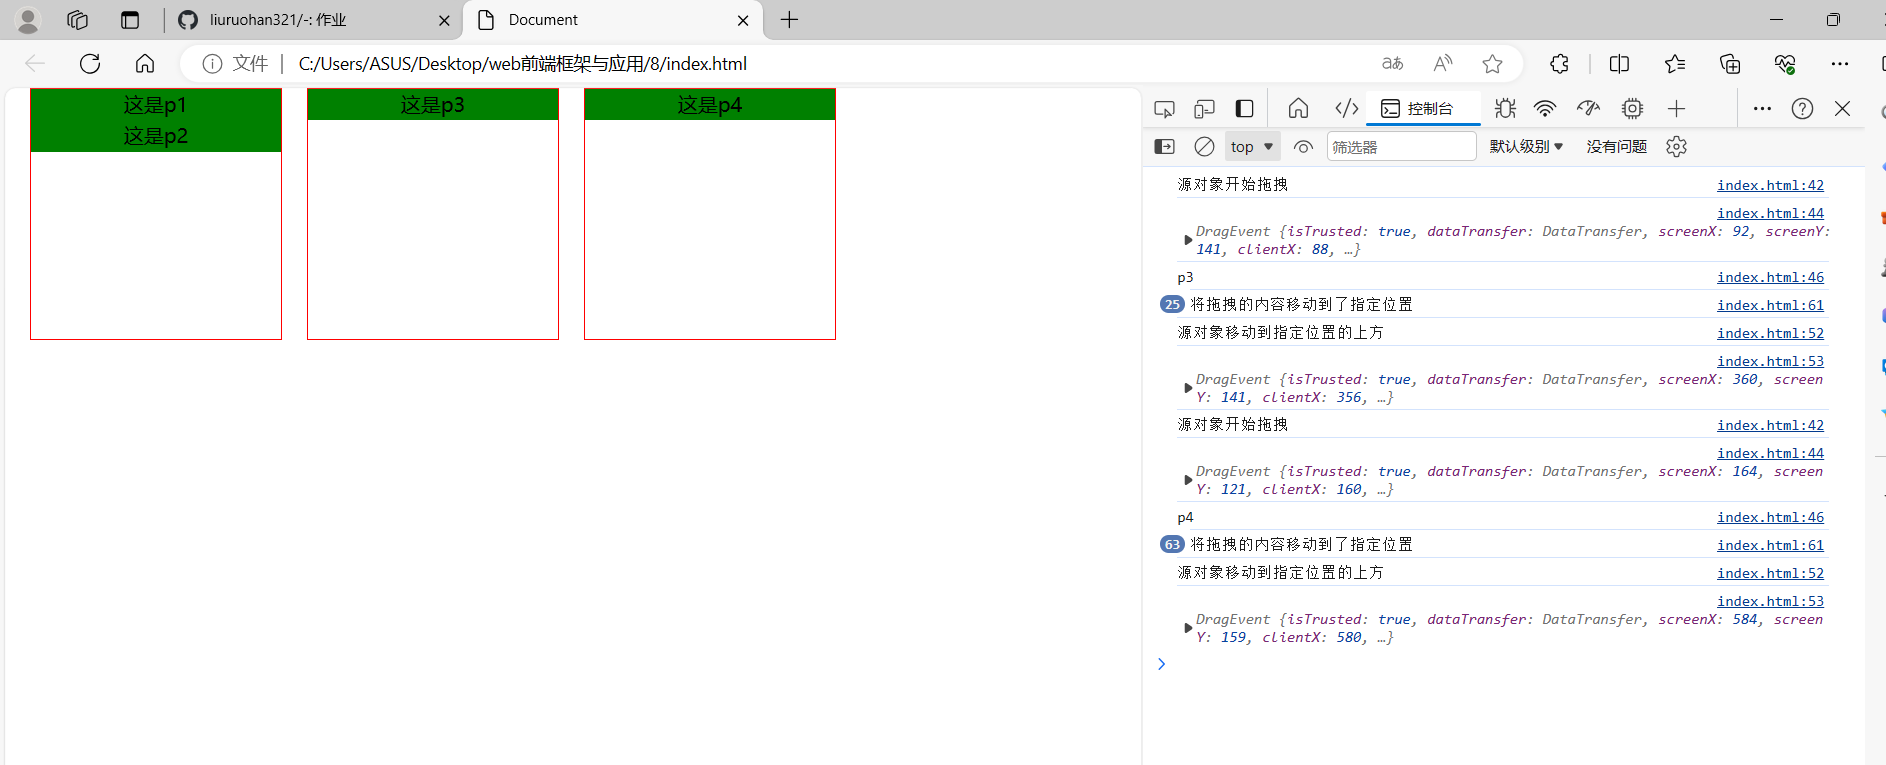 liuruohan321/-: 作业
Document
文件
C:/Users/ASUS/Desktop/web前端框架与应用/8/index.html
这是p1
这是p2
这是p3
这是p4
控制台
top
筛选器
默认级别
没有问题
源对象开始拖拽 index.html:42
index.html:44
DragEvent {isTrusted: true, dataTransfer: DataTransfer, screenX: 92, screenY:
141, clientX: 88, …}
p3 index.html:46
25 将拖拽的内容移动到了指定位置 index.html:61
源对象移动到指定位置的上方 index.html:52
index.html:53
DragEvent {isTrusted: true, dataTransfer: DataTransfer, screenX: 360, screen
Y: 141, clientX: 356, …}
源对象开始拖拽 index.html:42
index.html:44
DragEvent {isTrusted: true, dataTransfer: DataTransfer, screenX: 164, screen
Y: 121, clientX: 160, …}
p4 index.html:46
63 将拖拽的内容移动到了指定位置 index.html:61
源对象移动到指定位置的上方 index.html:52
index.html:53
DragEvent {isTrusted: true, dataTransfer: DataTransfer, screenX: 584, screen
Y: 159, clientX: 580, …}